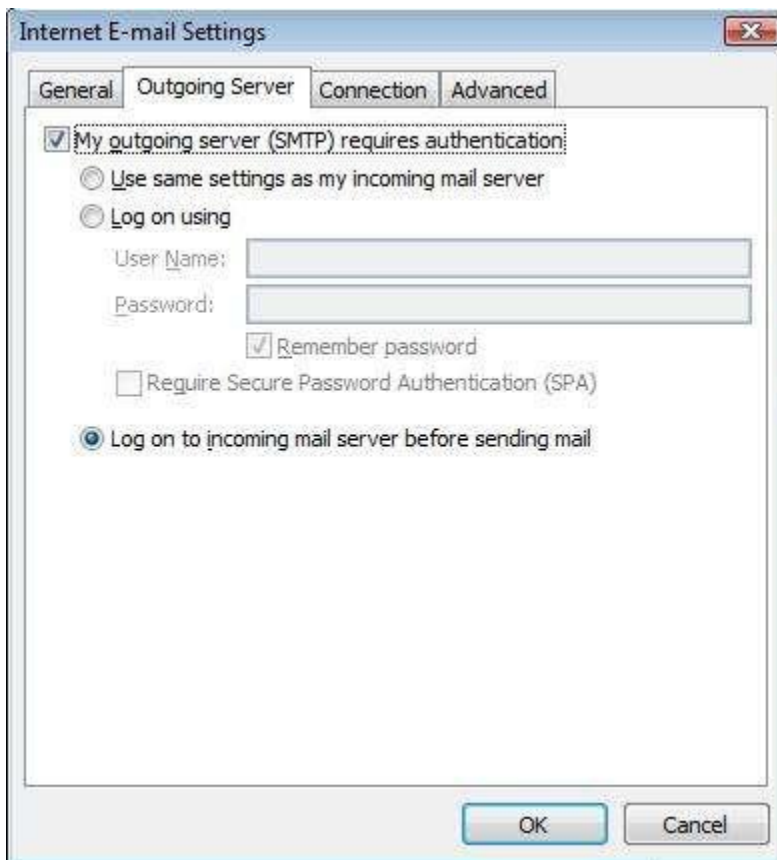 Internet E-mail Settings
General Outgoing Server Connection Advanced
My outgoing server (SMTP) requires authentication
Use same settings as my incoming mail server
Log on using
User Name:
Password:
Remember password
Require Secure Password Authentication (SPA)
Log on to incoming mail server before sending mail
OK Cancel